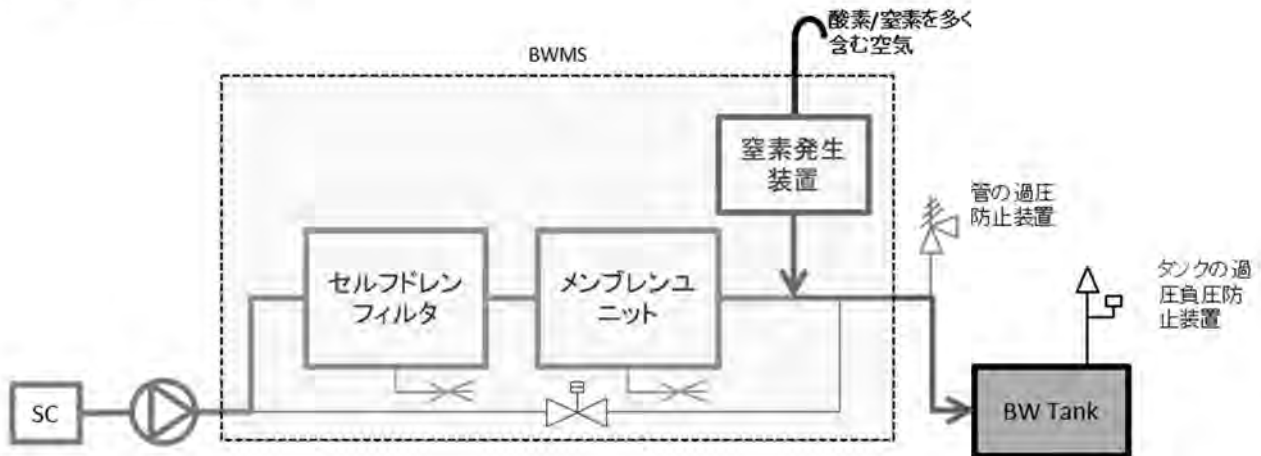 酸素/窒素を多く
含む空気
BWMS
窒素発生
装置
管の過圧
防止装置
セルフドレン
フィルタ
メンブレンユ
ニット
タンクの過
圧負圧防
止装置
SC
BW Tank